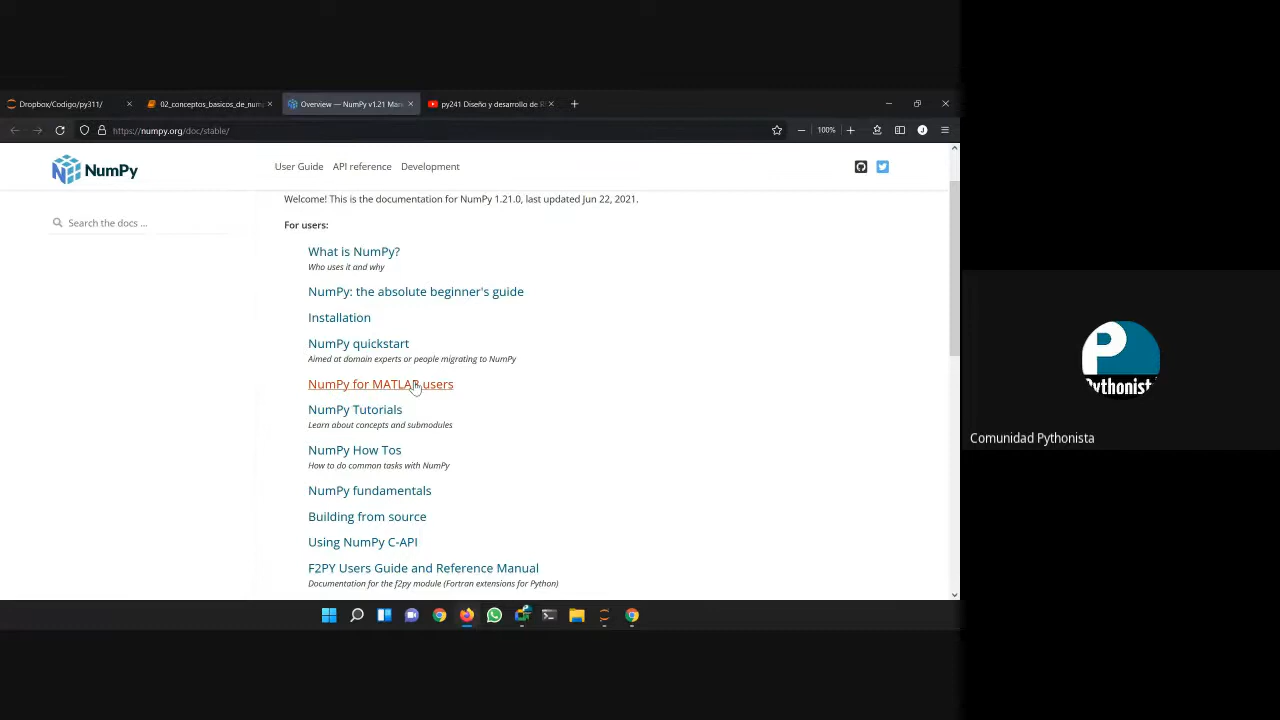 Dropbox/Codigo/py311/
02_conceptos_basicos_de_num
Overview — NumPy v1.21 Man
py241 Diseño y desarrollo de R
https://numpy.org/doc/stable/
100%
J
NumPy
User Guide
API reference
Development
Search the docs ...
Welcome! This is the documentation for NumPy 1.21.0, last updated Jun 22, 2021.
For users:
What is NumPy?
Who uses it and why
NumPy: the absolute beginner's guide
Installation
NumPy quickstart
Aimed at domain experts or people migrating to NumPy
NumPy for MATLAB users
NumPy Tutorials
Learn about concepts and submodules
NumPy How Tos
How to do common tasks with NumPy
NumPy fundamentals
Building from source
Using NumPy C-API
F2PY Users Guide and Reference Manual
Documentation for the f2py module (Fortran extensions for Python)
P
Pythonist
Comunidad Pythonista